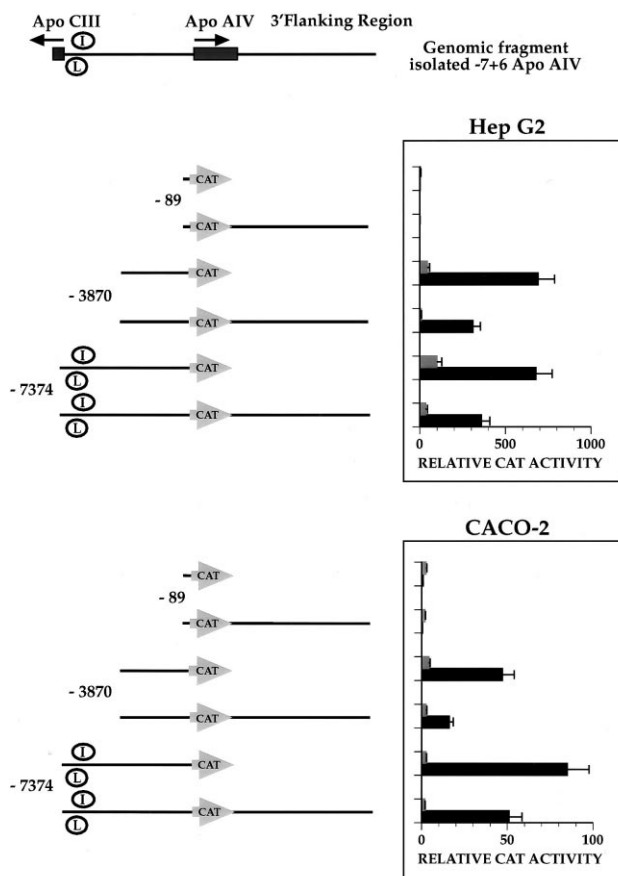 Apo CIII
I
Apo AIV
3'Flanking Region
L
Genomic fragment
isolated -7+6 Apo AIV
Hep G2
CAT
- 89
CAT
CAT
- 3870
CAT
I
CAT
L
- 7374
I
CAT
L
0
500
1000
RELATIVE CAT ACTIVITY
CACO-2
CAT
- 89
CAT
CAT
- 3870
CAT
I
CAT
L
- 7374
I
CAT
L
0
50
100
RELATIVE CAT ACTIVITY